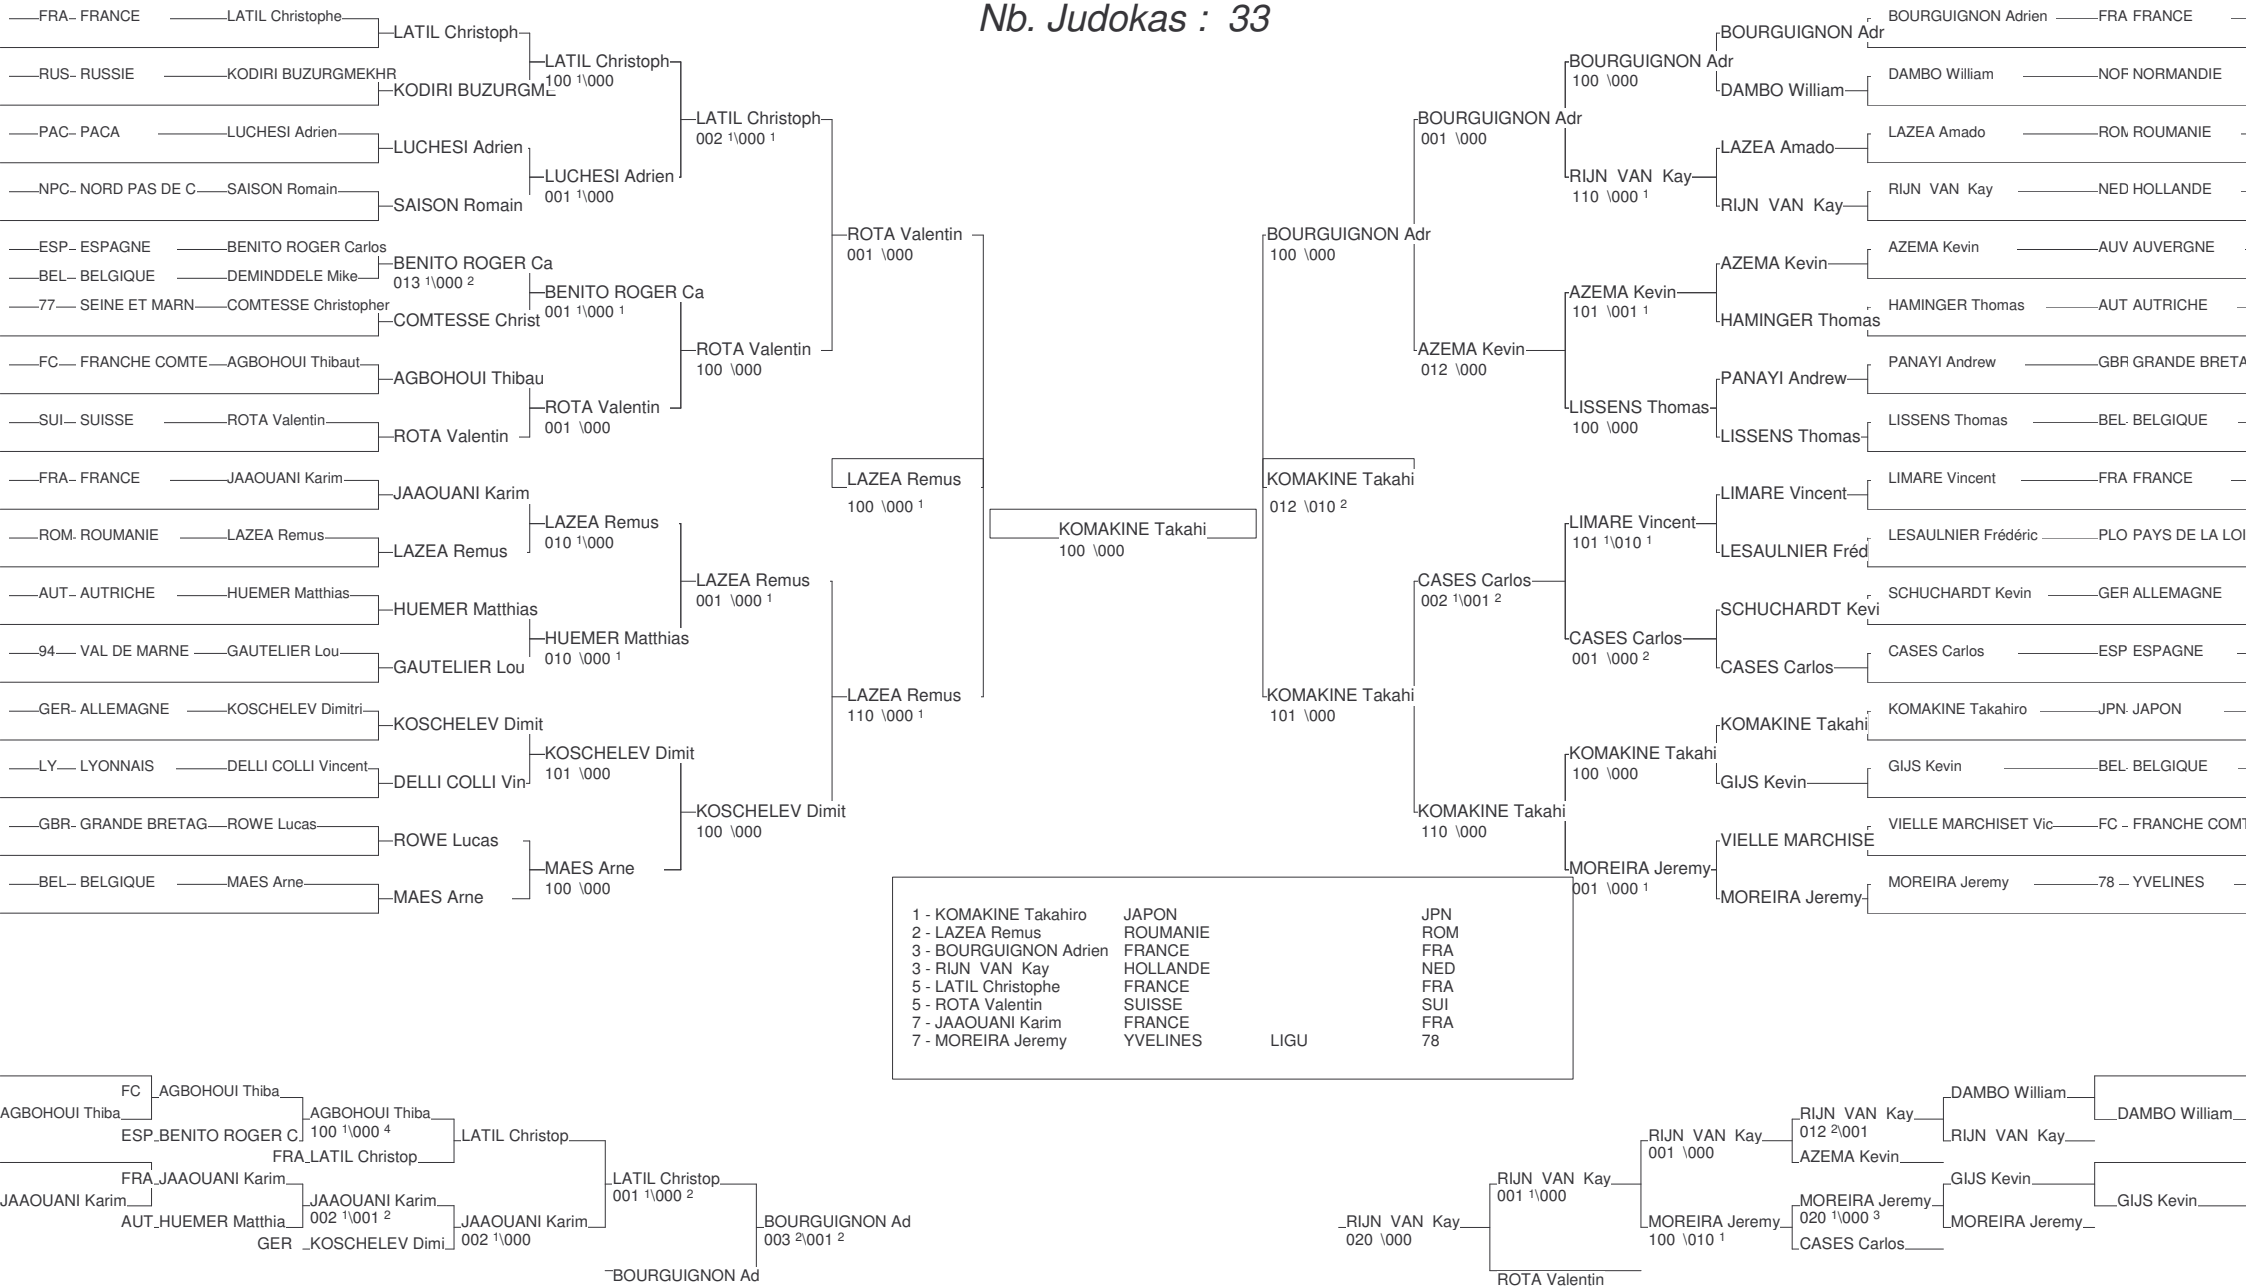 Nb. Judokas : 33
FRA FRANCE LATIL Christophe
RUS RUSSIE KODIRI BUZURGMEKHR
PAC PACA LUCHESI Adrien
NPC NORD PAS DE C SAISON Romain
ESP ESPAGNE BENITO ROGER Carlos
BEL BELGIQUE DEMINDDELE Mike
77 SEINE ET MARN COMTESSE Christopher
FC FRANCHE COMTE AGBOHOUI Thibaut
SUI SUISSE ROTA Valentin
FRA FRANCE JAAOUANI Karim
ROM ROUMANIE LAZEA Remus
AUT AUTRICHE HUEMER Matthias
94 VAL DE MARNE GAUTELIER Lou
GER ALLEMAGNE KOSCHELEV Dimitri
LY LYONNAIS DELLI COLLI Vincent
GBR GRANDE BRETAG ROWE Lucas
BEL BELGIQUE MAES Arne
LATIL Christoph
KODIRI BUZURGME
LUCHESI Adrien
SAISON Romain
BENITO ROGER Ca
013 1\000 2
COMTESSE Christ
AGBOHOUI Thibau
ROTA Valentin
JAAOUANI Karim
LAZEA Remus
HUEMER Matthias
GAUTELIER Lou
KOSCHELEV Dimit
DELLI COLLI Vin
ROWE Lucas
MAES Arne
LATIL Christoph
100 1\000
LUCHESI Adrien
001 1\000
BENITO ROGER Ca
001 1\000 1
ROTA Valentin
001 \000
LAZEA Remus
010 1\000
HUEMER Matthias
010 \000 1
KOSCHELEV Dimit
101 \000
MAES Arne
100 \000
LATIL Christoph
002 1\000 1
ROTA Valentin
100 \000
LAZEA Remus
001 \000 1
KOSCHELEV Dimit
100 \000
ROTA Valentin
001 \000
LAZEA Remus
100 \000 1
LAZEA Remus
110 \000 1
KOMAKINE Takahi
100 \000
BOURGUIGNON Adr
100 \000
KOMAKINE Takahi
012 \010 2
KOMAKINE Takahi
101 \000
BOURGUIGNON Adr
001 \000
AZEMA Kevin
012 \000
CASES Carlos
002 1\001 2
KOMAKINE Takahi
110 \000
BOURGUIGNON Adr
100 \000
RIJN VAN Kay
110 \000 1
AZEMA Kevin
101 \001 1
LISSENS Thomas
100 \000
LIMARE Vincent
101 1\010 1
CASES Carlos
001 \000 2
KOMAKINE Takahi
100 \000
MOREIRA Jeremy
001 \000 1
BOURGUIGNON Adr
DAMBO William
LAZEA Amado
RIJN VAN Kay
AZEMA Kevin
HAMINGER Thomas
PANAYI Andrew
LISSENS Thomas
LIMARE Vincent
LESAULNIER Fréd
SCHUCHARDT Kevi
CASES Carlos
KOMAKINE Takahi
GIJS Kevin
VIELLE MARCHISE
MOREIRA Jeremy
BOURGUIGNON Adrien FRA FRANCE
DAMBO William NOR NORMANDIE
LAZEA Amado ROM ROUMANIE
RIJN VAN Kay NED HOLLANDE
AZEMA Kevin AUV AUVERGNE
HAMINGER Thomas AUT AUTRICHE
PANAYI Andrew GBR GRANDE BRETA
LISSENS Thomas BEL BELGIQUE
LIMARE Vincent FRA FRANCE
LESAULNIER Frédéric PLO PAYS DE LA LOI
SCHUCHARDT Kevin GER ALLEMAGNE
CASES Carlos ESP ESPAGNE
KOMAKINE Takahiro JPN JAPON
GIJS Kevin BEL BELGIQUE
VIELLE MARCHISET Vic FC FRANCHE COMT
MOREIRA Jeremy 78 YVELINES
1 - KOMAKINE Takahiro JAPON JPN
2 - LAZEA Remus ROUMANIE ROM
3 - BOURGUIGNON Adrien FRANCE FRA
3 - RIJN VAN Kay HOLLANDE NED
5 - LATIL Christophe FRANCE FRA
5 - ROTA Valentin SUISSE SUI
7 - JAAOUANI Karim FRANCE FRA
7 - MOREIRA Jeremy YVELINES LIGU 78
AGBOHOUI Thiba
JAAOUANI Karim
FC AGBOHOUI Thiba
ESP BENITO ROGER C
FRA JAAOUANI Karim
AUT HUEMER Matthia
AGBOHOUI Thiba
100 1\000 4
FRA LATIL Christop
JAAOUANI Karim
002 1\001 2
GER KOSCHELEV Dimi
LATIL Christop
JAAOUANI Karim
002 1\000
LATIL Christop
001 1\000 2
BOURGUIGNON Ad
BOURGUIGNON Ad
003 2\001 2
RIJN VAN Kay
020 \000
RIJN VAN Kay
001 1\000
ROTA Valentin
RIJN VAN Kay
001 \000
MOREIRA Jeremy
100 \010 1
RIJN VAN Kay
012 2\001
AZEMA Kevin
MOREIRA Jeremy
020 1\000 3
CASES Carlos
DAMBO William
RIJN VAN Kay
GIJS Kevin
MOREIRA Jeremy
DAMBO William
GIJS Kevin